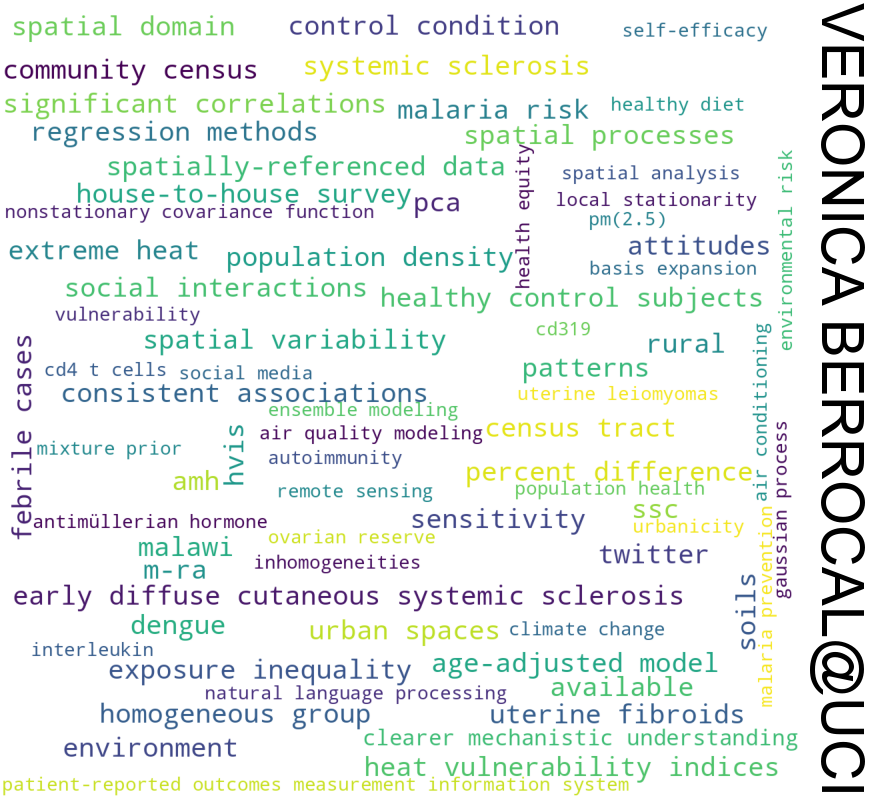 spatial domain
control condition
self-efficacy
community census
systemic sclerosis
significant correlations
malaria risk
healthy diet
regression methods
spatial processes
spatially-referenced data
health equity
spatial analysis
environmental risk
house-to-house survey
pca
local stationarity
nonstationary covariance function
pm(2.5)
extreme heat
population density
attitudes
basis expansion
social interactions
healthy control subjects
vulnerability
spatial variability
cd319
rural
air conditioning
febrile cases
cd4 t cells
social media
patterns
consistent associations
uterine leiomyomas
ensemble modeling
hvis
air quality modeling
census tract
gaussian process
mixture prior
autoimmunity
amh
percent difference
remote sensing
population health
antimüllerian hormone
sensitivity
ssc
urbanicity
malaria prevention
ovarian reserve
malawi
inhomogeneities
twitter
m-ra
soils
early diffuse cutaneous systemic sclerosis
dengue
urban spaces
climate change
interleukin
exposure inequality
age-adjusted model
natural language processing
available
homogeneous group
uterine fibroids
environment
clearer mechanistic understanding
heat vulnerability indices
patient-reported outcomes measurement information system
VERONICA BERROCAL@UCI